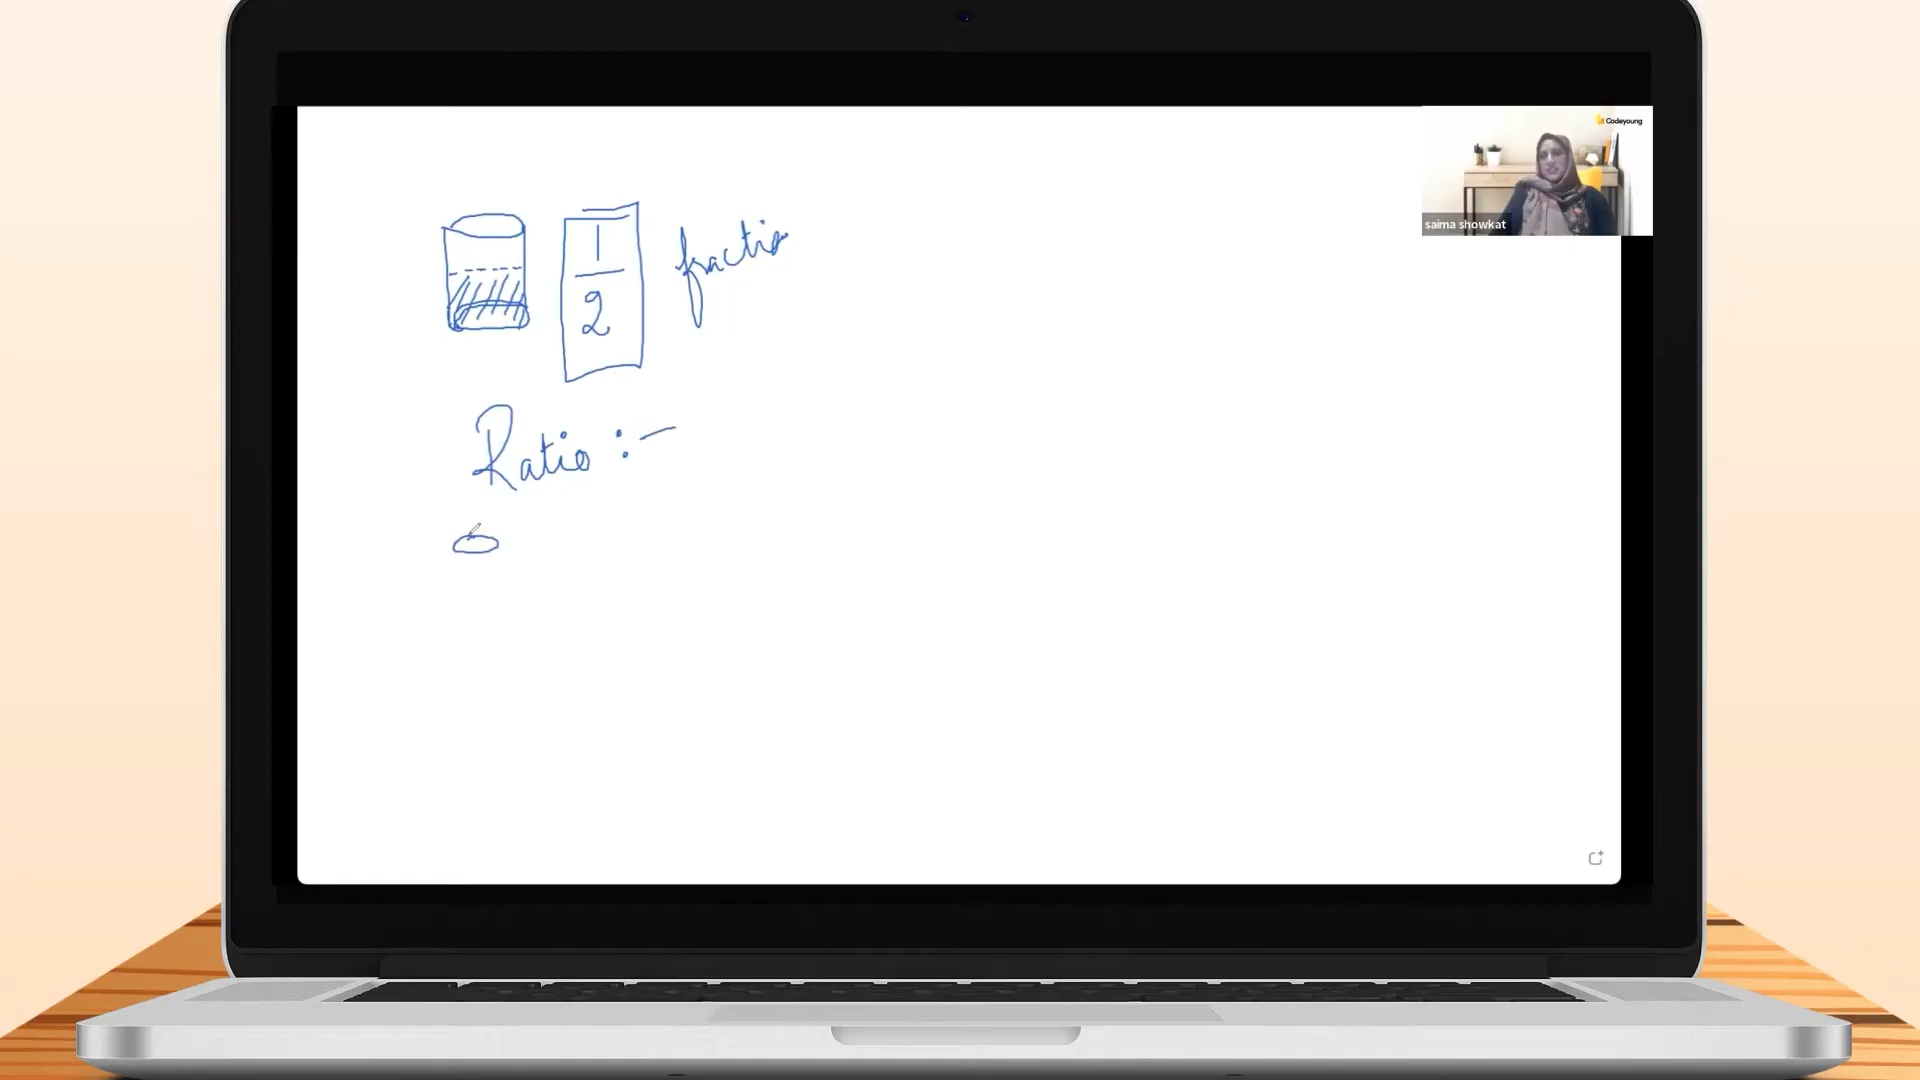 Codeyoung
saima showkat
1
2
fractio
Ratio :-